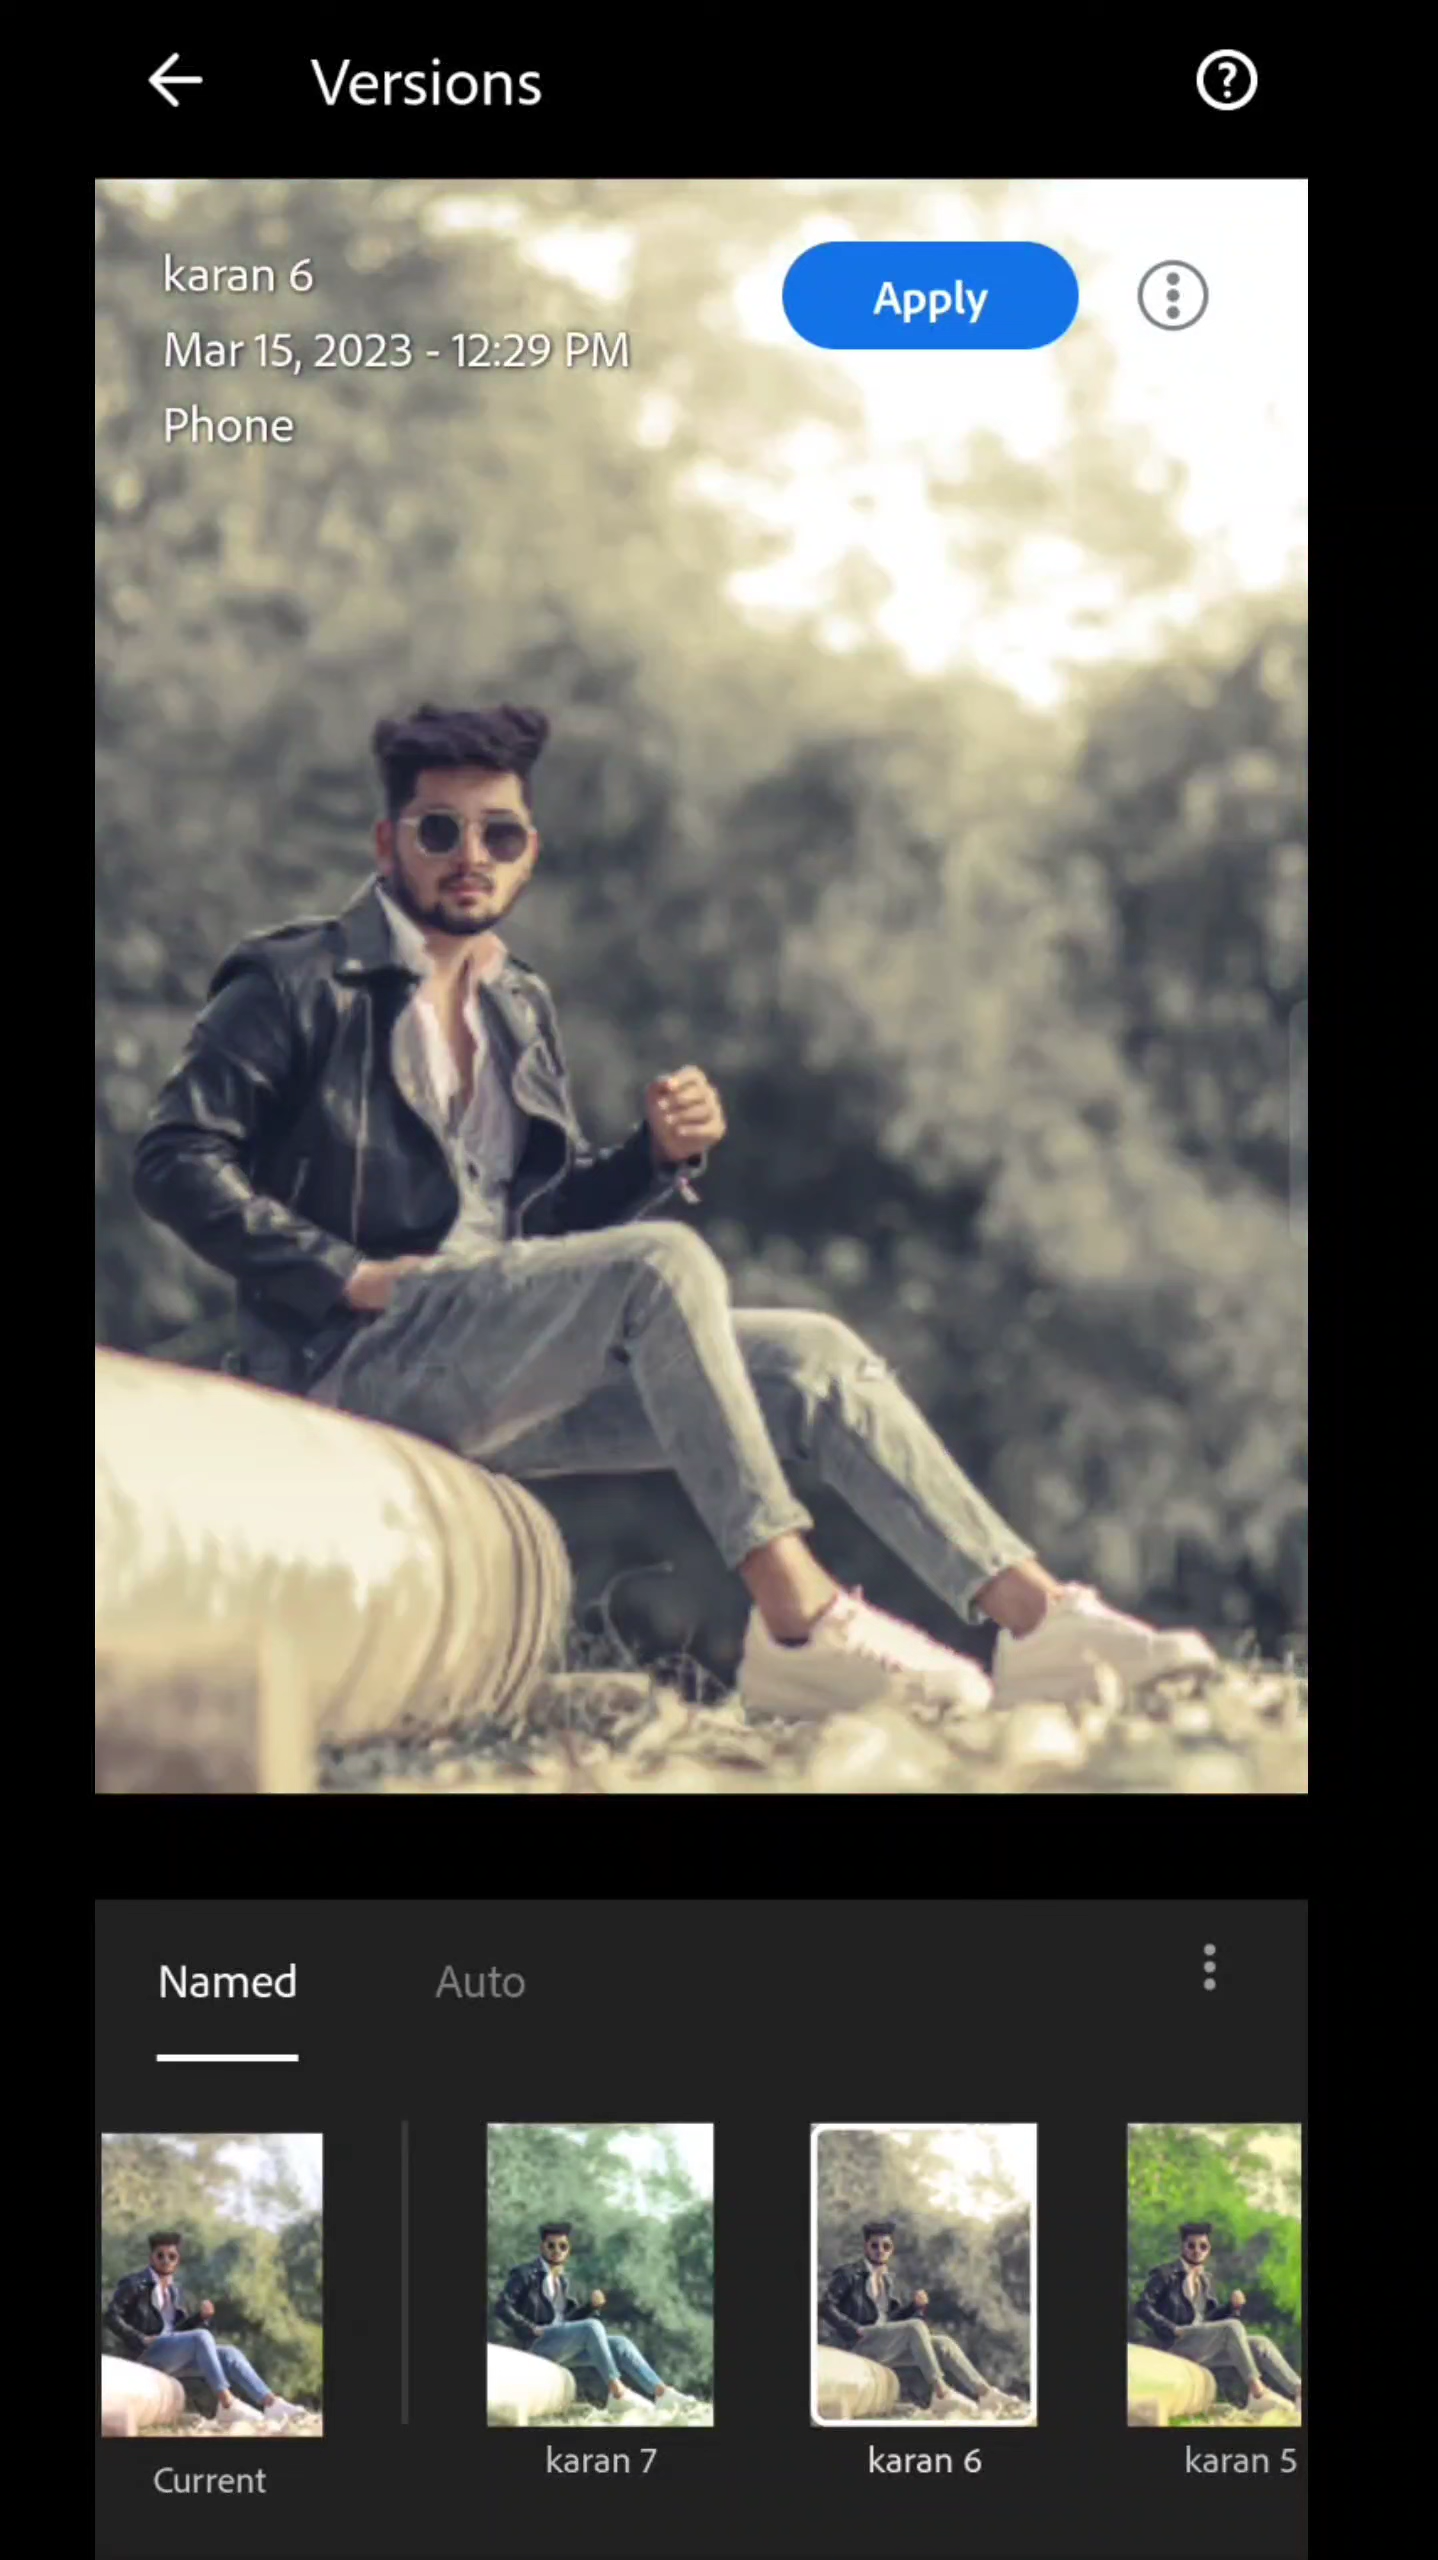 Versions
karan 6
Mar 15, 2023 - 12:29 PM
Phone
Apply
Named
Auto
Current
karan 7
karan 6
karan 5